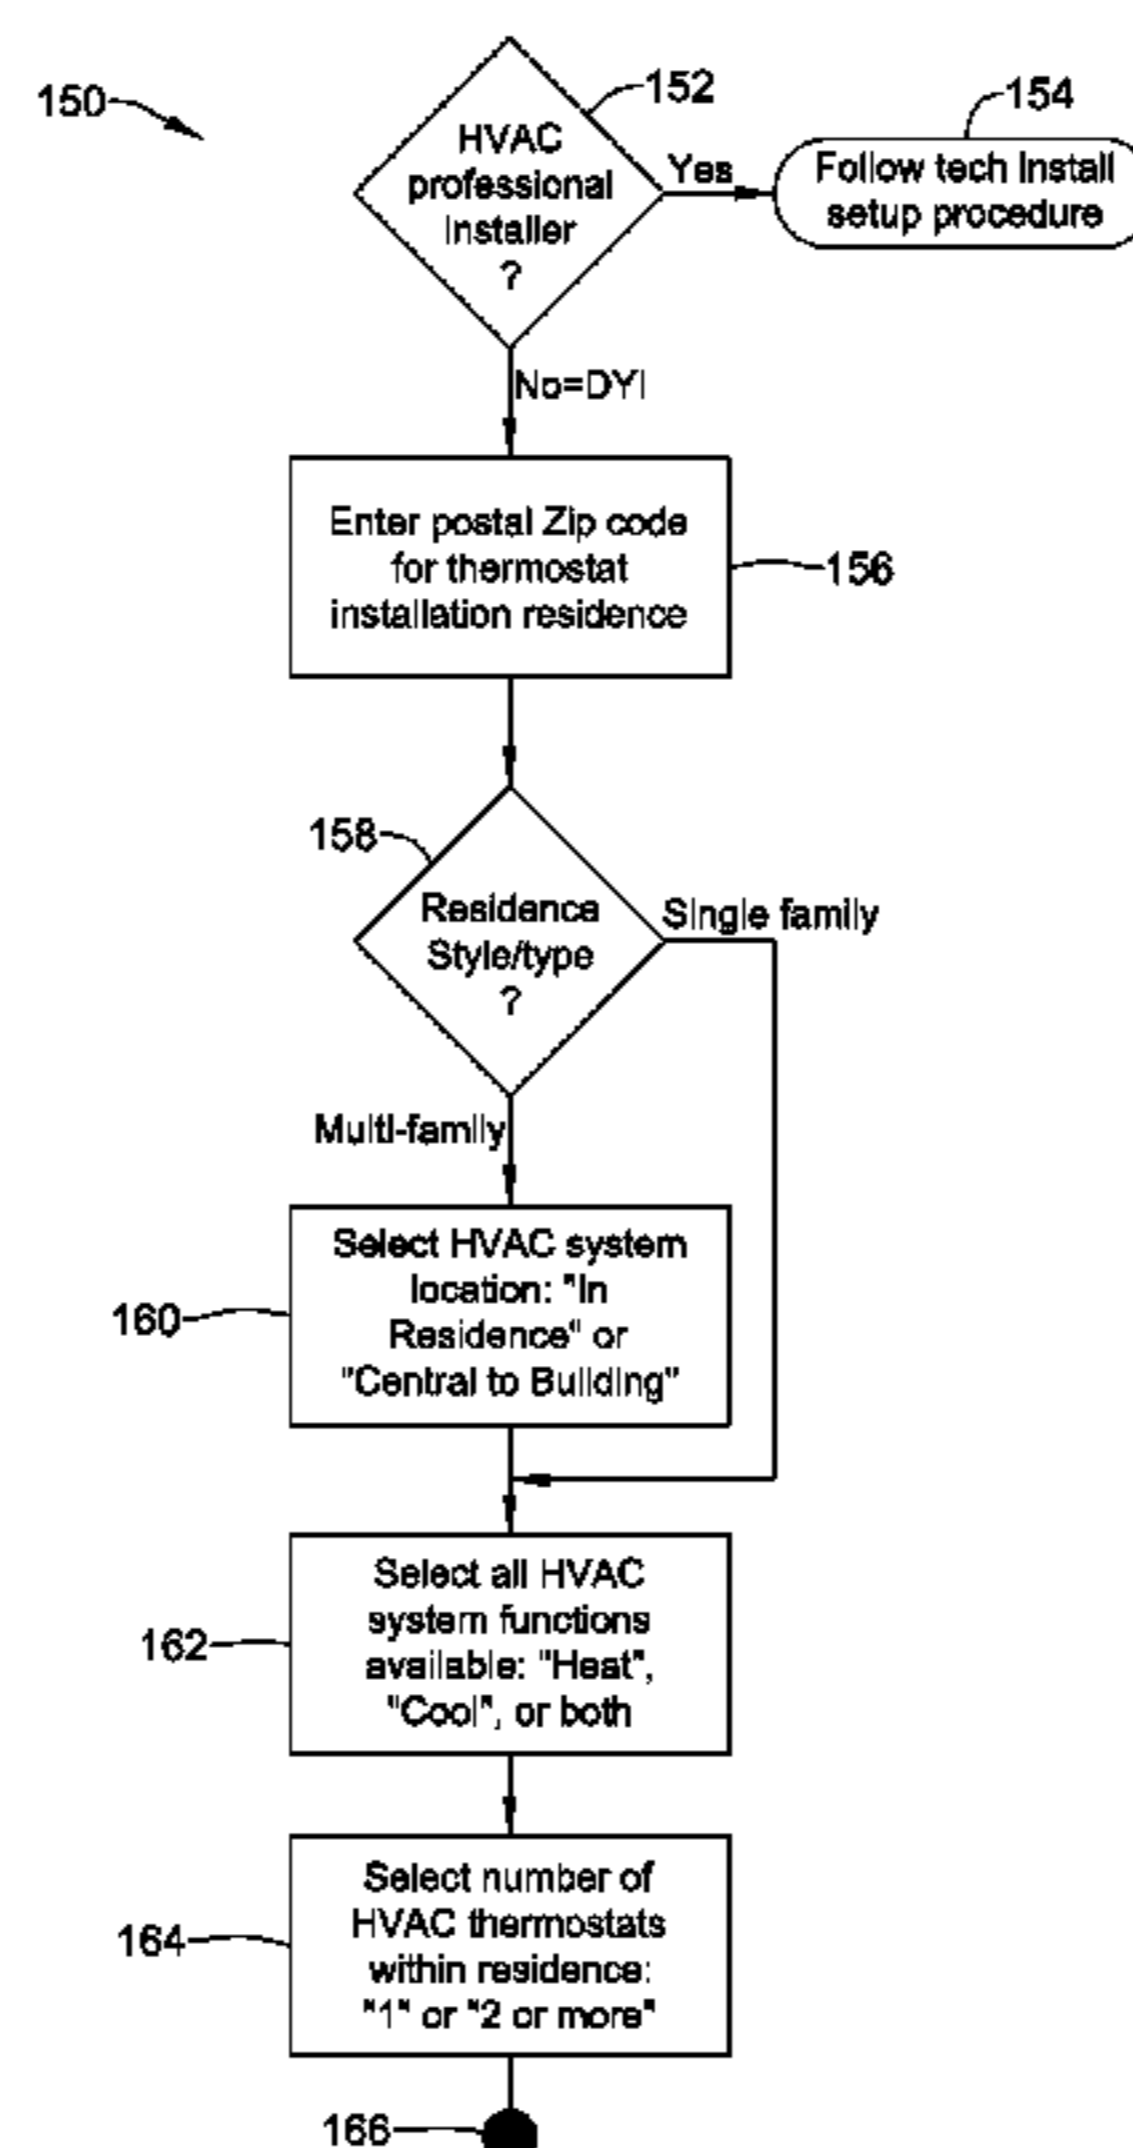 150
152
HVAC
professional
installer
?
Yes
154
Follow tech install
setup procedure
No=DYI
Enter postal Zip code
for thermostat
installation residence
156
158
Residence
Style/type
?
Single family
Multi-family
Select HVAC system
location: "In
Residence" or
"Central to Building"
160
Select all HVAC
system functions
available: "Heat",
"Cool", or both
162
Select number of
HVAC thermostats
within residence:
"1" or "2 or more"
164
166